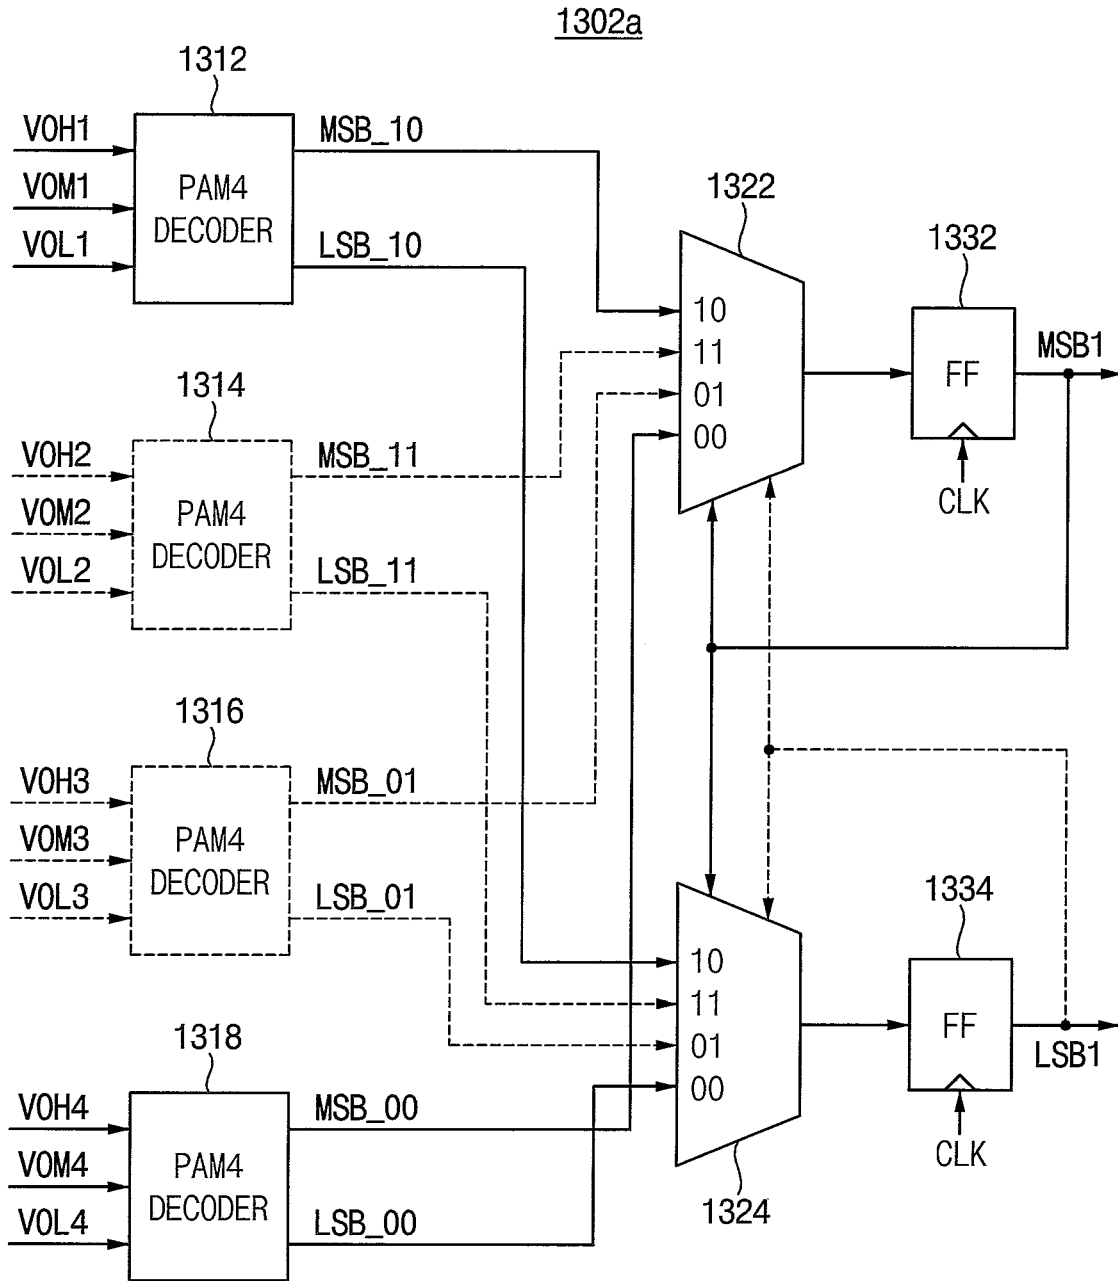 1302a
1312
VOH1
VOM1
VOL1
PAM4
DECODER
MSB_10
LSB_10
1322
10
11
01
00
1332
FF
CLK
MSB1
1314
VOH2
VOM2
VOL2
PAM4
DECODER
MSB_11
LSB_11
1316
VOH3
VOM3
VOL3
PAM4
DECODER
MSB_01
LSB_01
10
11
01
00
1324
1334
FF
CLK
LSB1
1318
VOH4
VOM4
VOL4
PAM4
DECODER
MSB_00
LSB_00